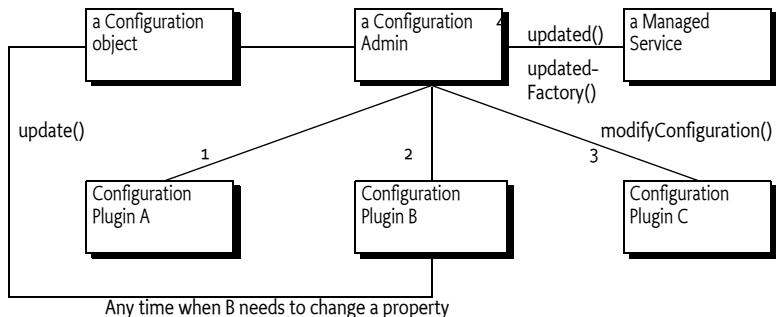 a Configuration
object
a Configuration
Admin
4
updated()
a Managed
Service
updated-
Factory()
update()
modifyConfiguration()
1
2
3
Configuration
Plugin A
Configuration
Plugin B
Configuration
Plugin C
Any time when B needs to change a property